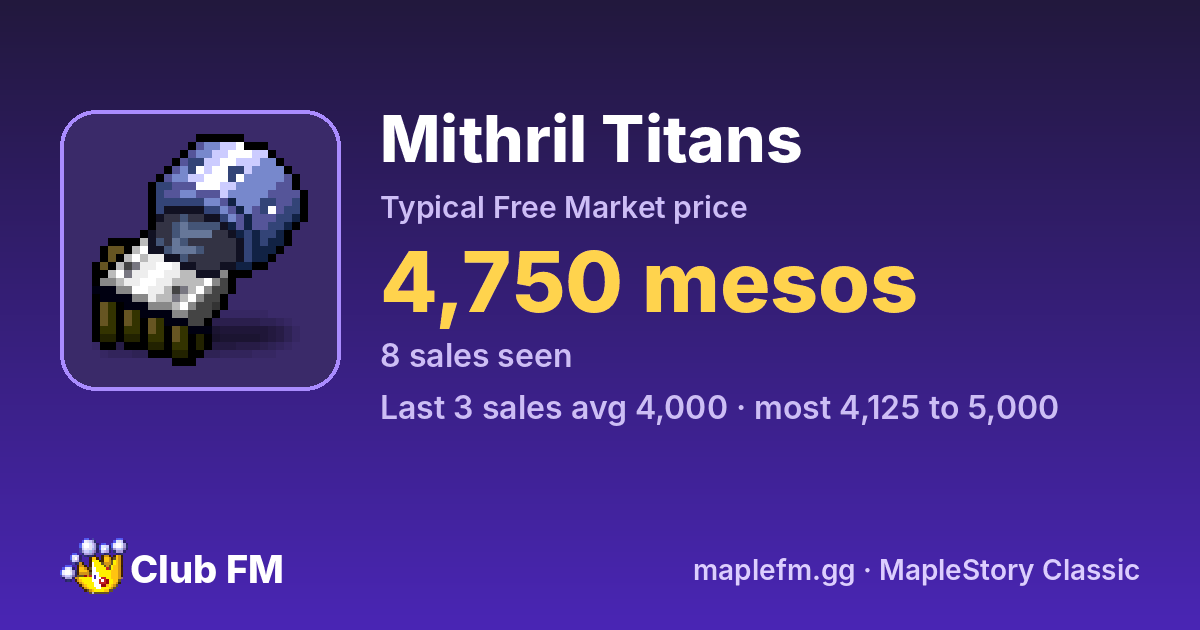 Mithril Titans
Typical Free Market price
4,750 mesos
8 sales seen
Last 3 sales avg 4,000 · most 4,125 to 5,000
Club FM
maplefm.gg · MapleStory Classic